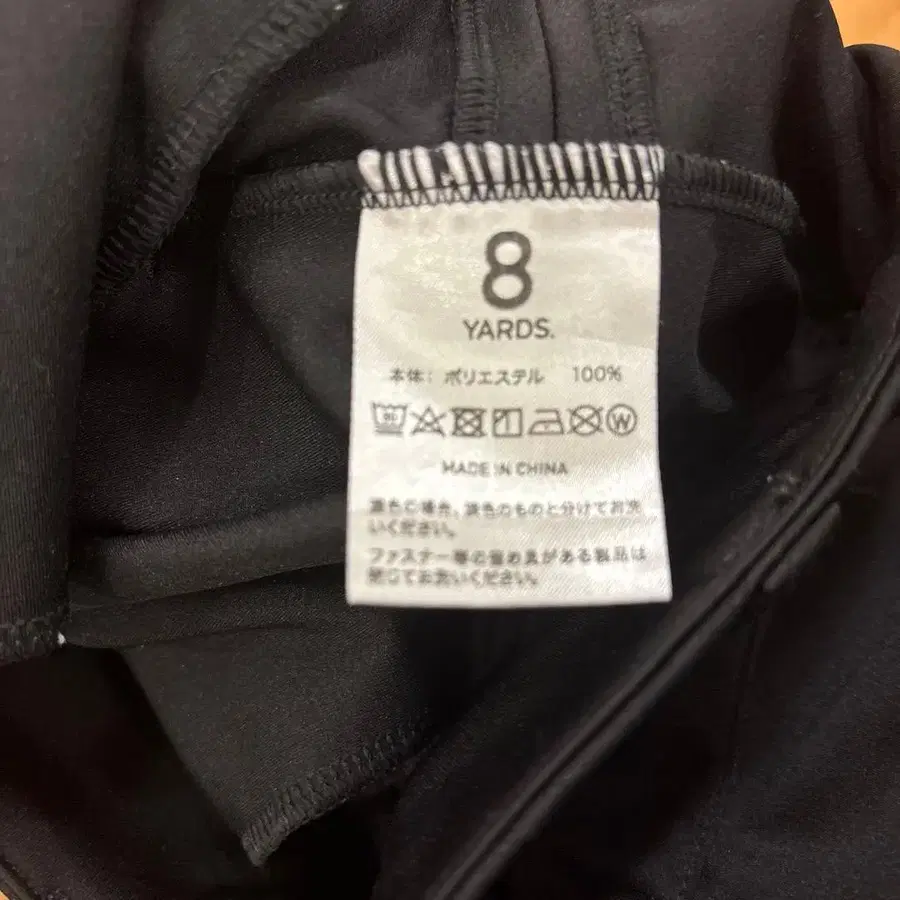 8
YARDS.
本体: ポリエステル 100%
W
MADE IN CHINA
濃色の場合、淡色のものと分けてお洗
いください。
ファスナー等の留め具がある製品は
閉じてお洗いください。